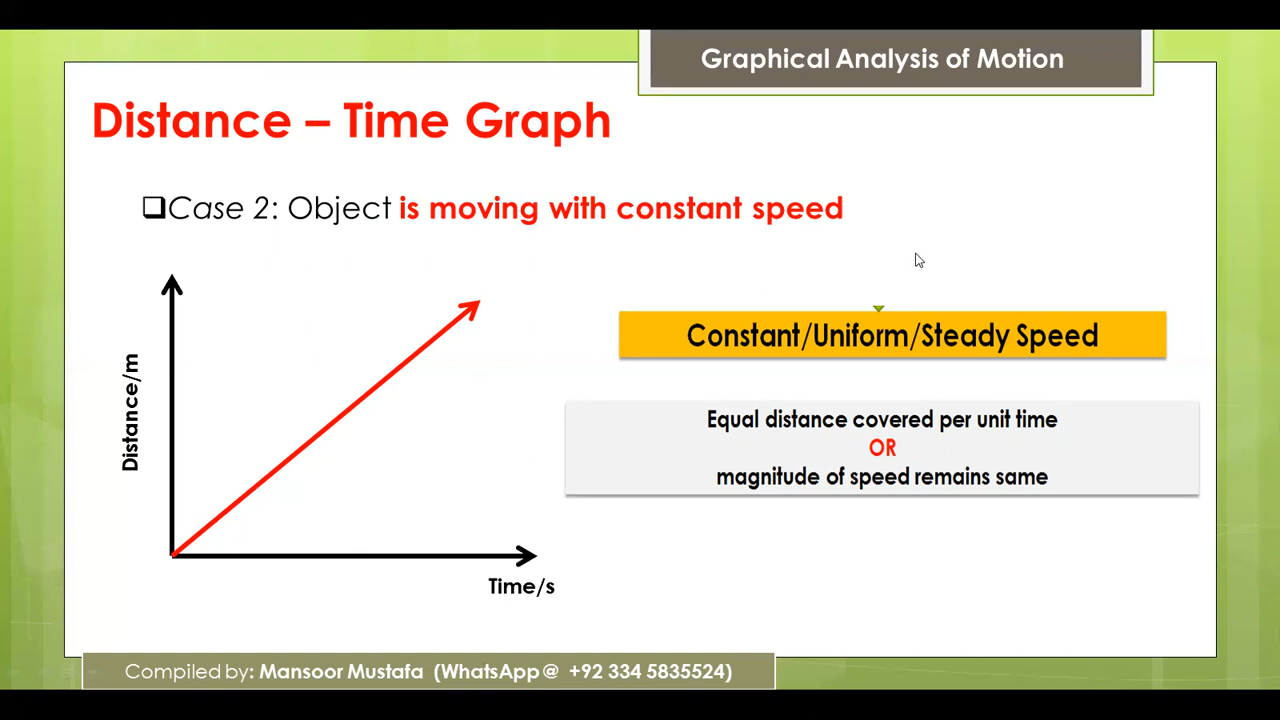 Graphical Analysis of Motion
Distance – Time Graph
Case 2: Object is moving with constant speed
Distance/m
Time/s
Constant/Uniform/Steady Speed
Equal distance covered per unit time
OR
magnitude of speed remains same
Compiled by: Mansoor Mustafa (WhatsApp @ +92 334 5835524)